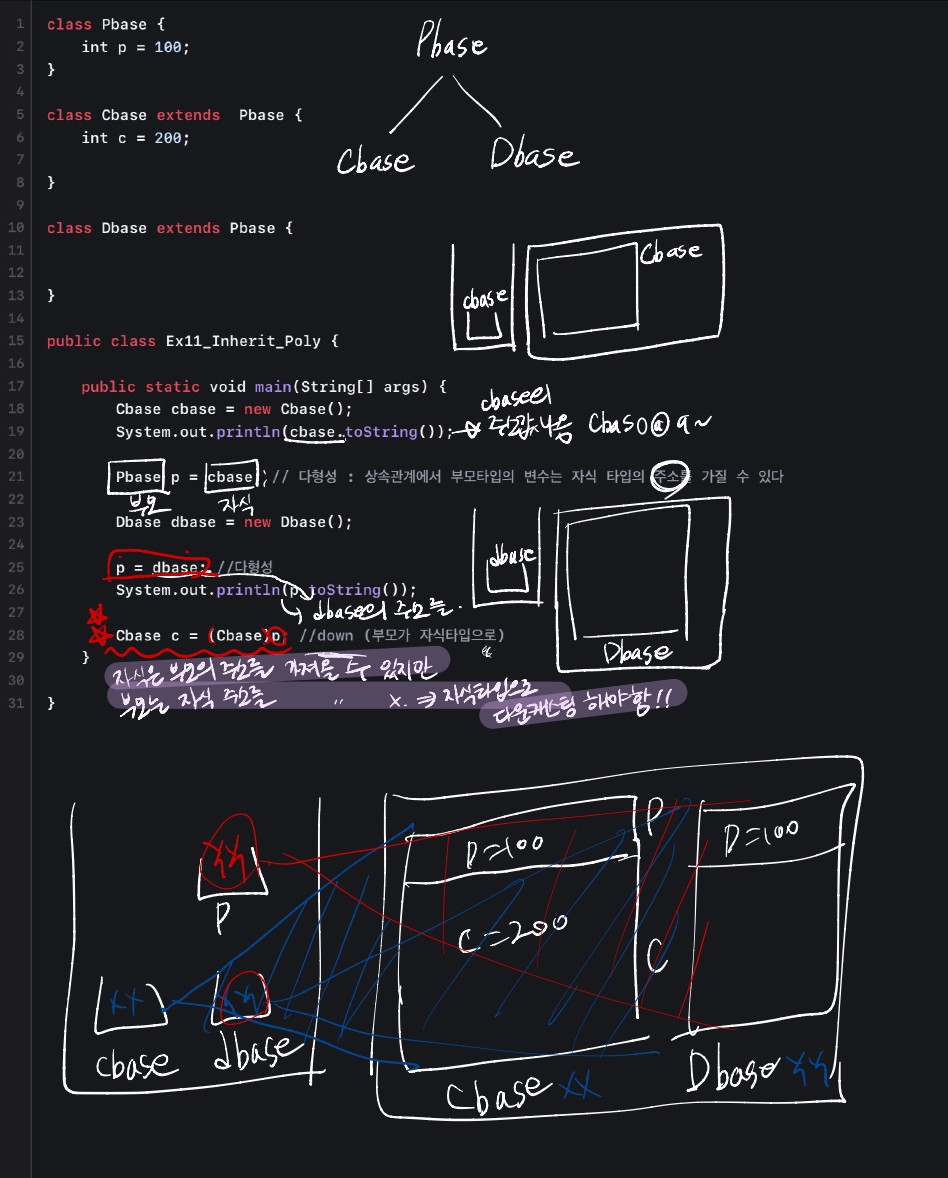 1 class Pbase {
2 int p = 100;
3 }
4
5 class Cbase extends Pbase {
6 int c = 200;
7
8 }
9
10 class Dbase extends Pbase {
11
12
13 }
14
15 public class Ex11_Inherit_Poly {
16
17 public static void main(String[] args) {
18 Cbase cbase = new Cbase();
19 System.out.println(cbase.toString());
20
21 Pbase p = cbase; // 다형성 : 상속관계에서 부모타입의 변수는 자식 타입의 주소를 가질 수 있다
22
23 Dbase dbase = new Dbase();
24
25 p = dbase; //다형성
26 System.out.println(p.toString());
27
28 Cbase c = (Cbase)p; //down (부모가 자식타입으로)
29 }
30
31 }
Pbase
Cbase Dbase
Cbase
cbase
cbase의
주소값 나옴
부모 자식
dbase
dbase의 주소를
Dbase
자식은 부모의 주소를 가져올 수 있지만
부모는 자식 주소를 〃 x. ⇒ 자식타입으로
다운캐스팅 해야함!!
P
P=100
P=100
C=200
P
C
XX
cbase dbase
Cbase XX
Dbase